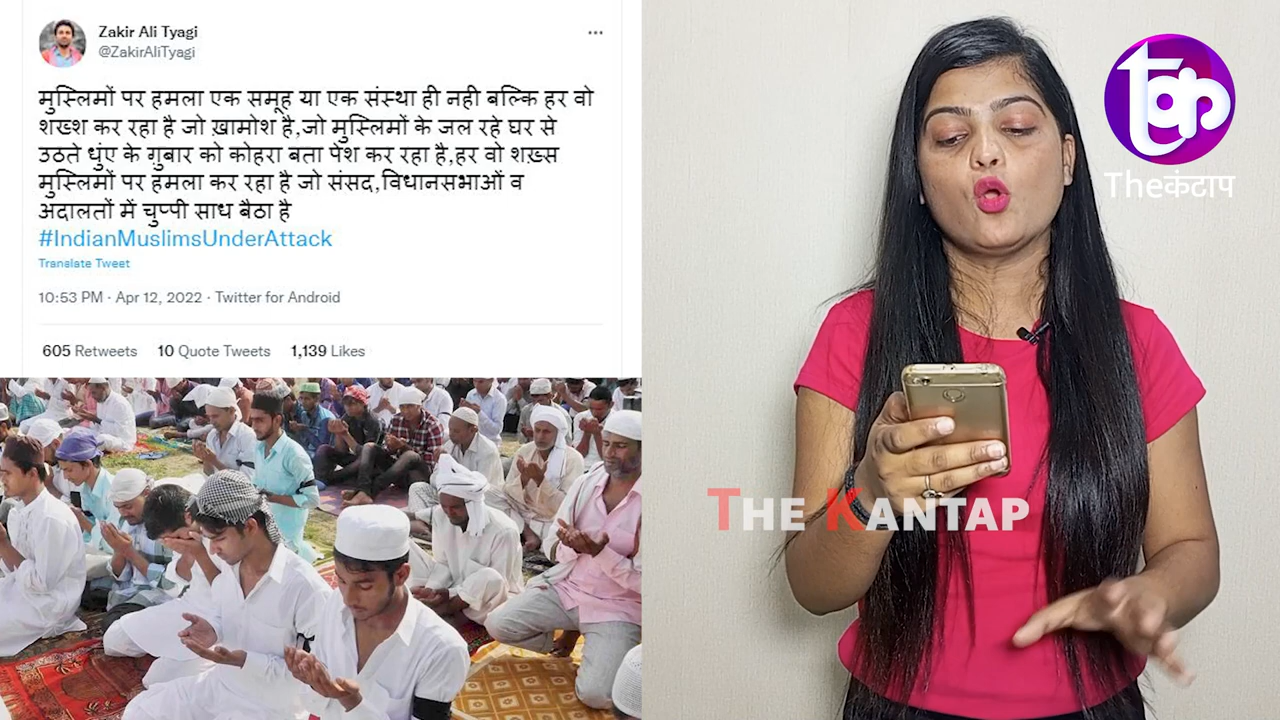 Zakir Ali Tyagi
@ZakirAliTyagi
मुस्लिमों पर हमला एक समूह या एक संस्था ही नही बल्कि हर वो
शख्श कर रहा है जो ख़ामोश है,जो मुस्लिमों के जल रहे घर से
उठते धुंए के ग़ुबार को कोहरा बता पेश कर रहा है,हर वो शख़्स
मुस्लिमों पर हमला कर रहा है जो संसद,विधानसभाओं व
अदालतों में चुप्पी साध बैठा है
#IndianMuslimsUnderAttack
Translate Tweet
10:53 PM · Apr 12, 2022 · Twitter for Android
605 Retweets 10 Quote Tweets 1,139 Likes
टक
Theकंटाप
THE KANTAP